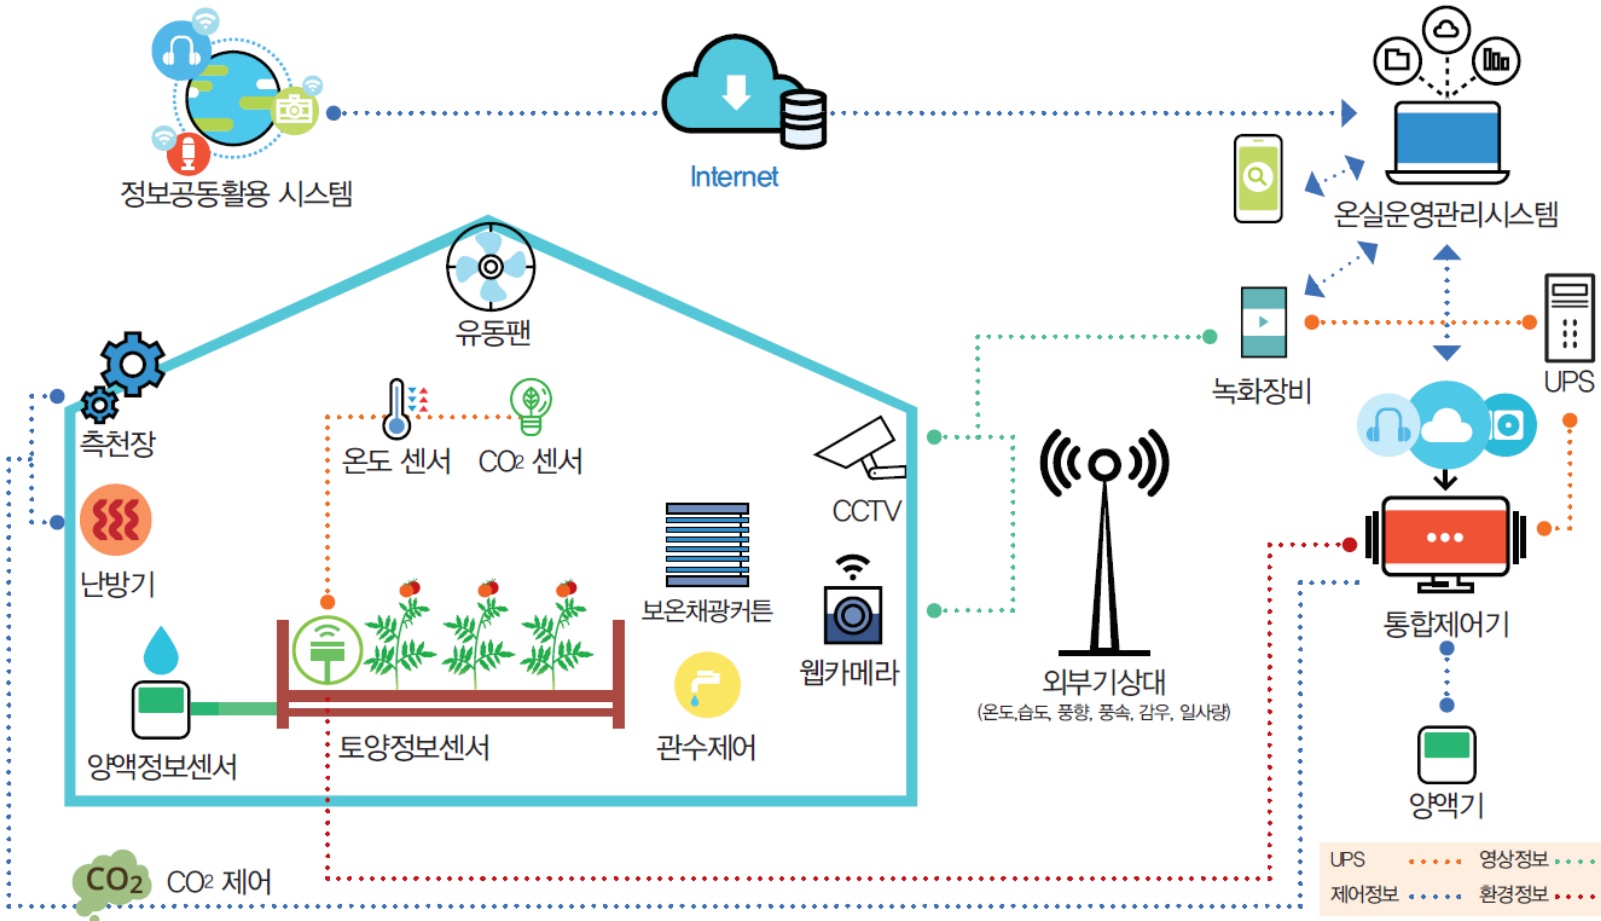 정보공동활용 시스템
Internet
온실운영관리시스템
유동팬
측천장
온도 센서
CO2 센서
CCTV
녹화장비
UPS
난방기
보온채광커튼
웹카메라
외부기상대
(온도,습도, 풍향, 풍속, 감우, 일사량)
통합제어기
양액정보센서
토양정보센서
관수제어
양액기
CO2
CO2 제어
UPS
영상정보
제어정보
환경정보